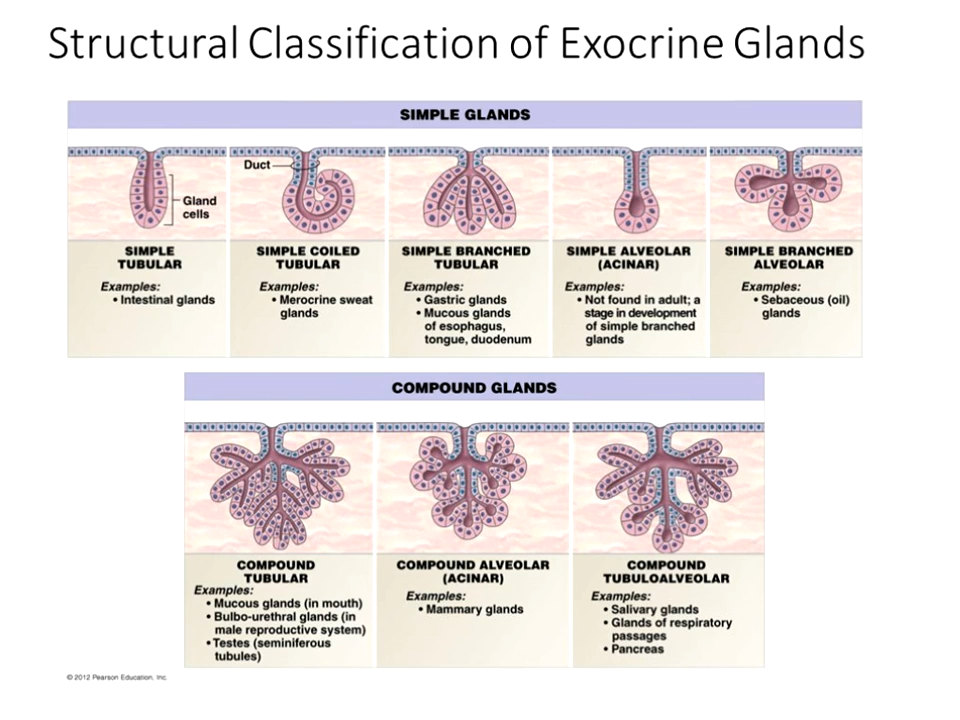 Structural Classification of Exocrine Glands
SIMPLE GLANDS
Gland
cells
Duct
SIMPLE
TUBULAR
Examples:
• Intestinal glands
SIMPLE COILED
TUBULAR
Examples:
• Merocrine sweat
glands
SIMPLE BRANCHED
TUBULAR
Examples:
• Gastric glands
• Mucous glands
of esophagus,
tongue, duodenum
SIMPLE ALVEOLAR
(ACINAR)
Examples:
• Not found in adult; a
stage in development
of simple branched
glands
SIMPLE BRANCHED
ALVEOLAR
Examples:
• Sebaceous (oil)
glands
COMPOUND GLANDS
COMPOUND
TUBULAR
Examples:
• Mucous glands (in mouth)
• Bulbo-urethral glands (in
male reproductive system)
• Testes (seminiferous
tubules)
COMPOUND ALVEOLAR
(ACINAR)
Examples:
• Mammary glands
COMPOUND
TUBULOALVEOLAR
Examples:
• Salivary glands
• Glands of respiratory
passages
• Pancreas
© 2012 Pearson Education, Inc.